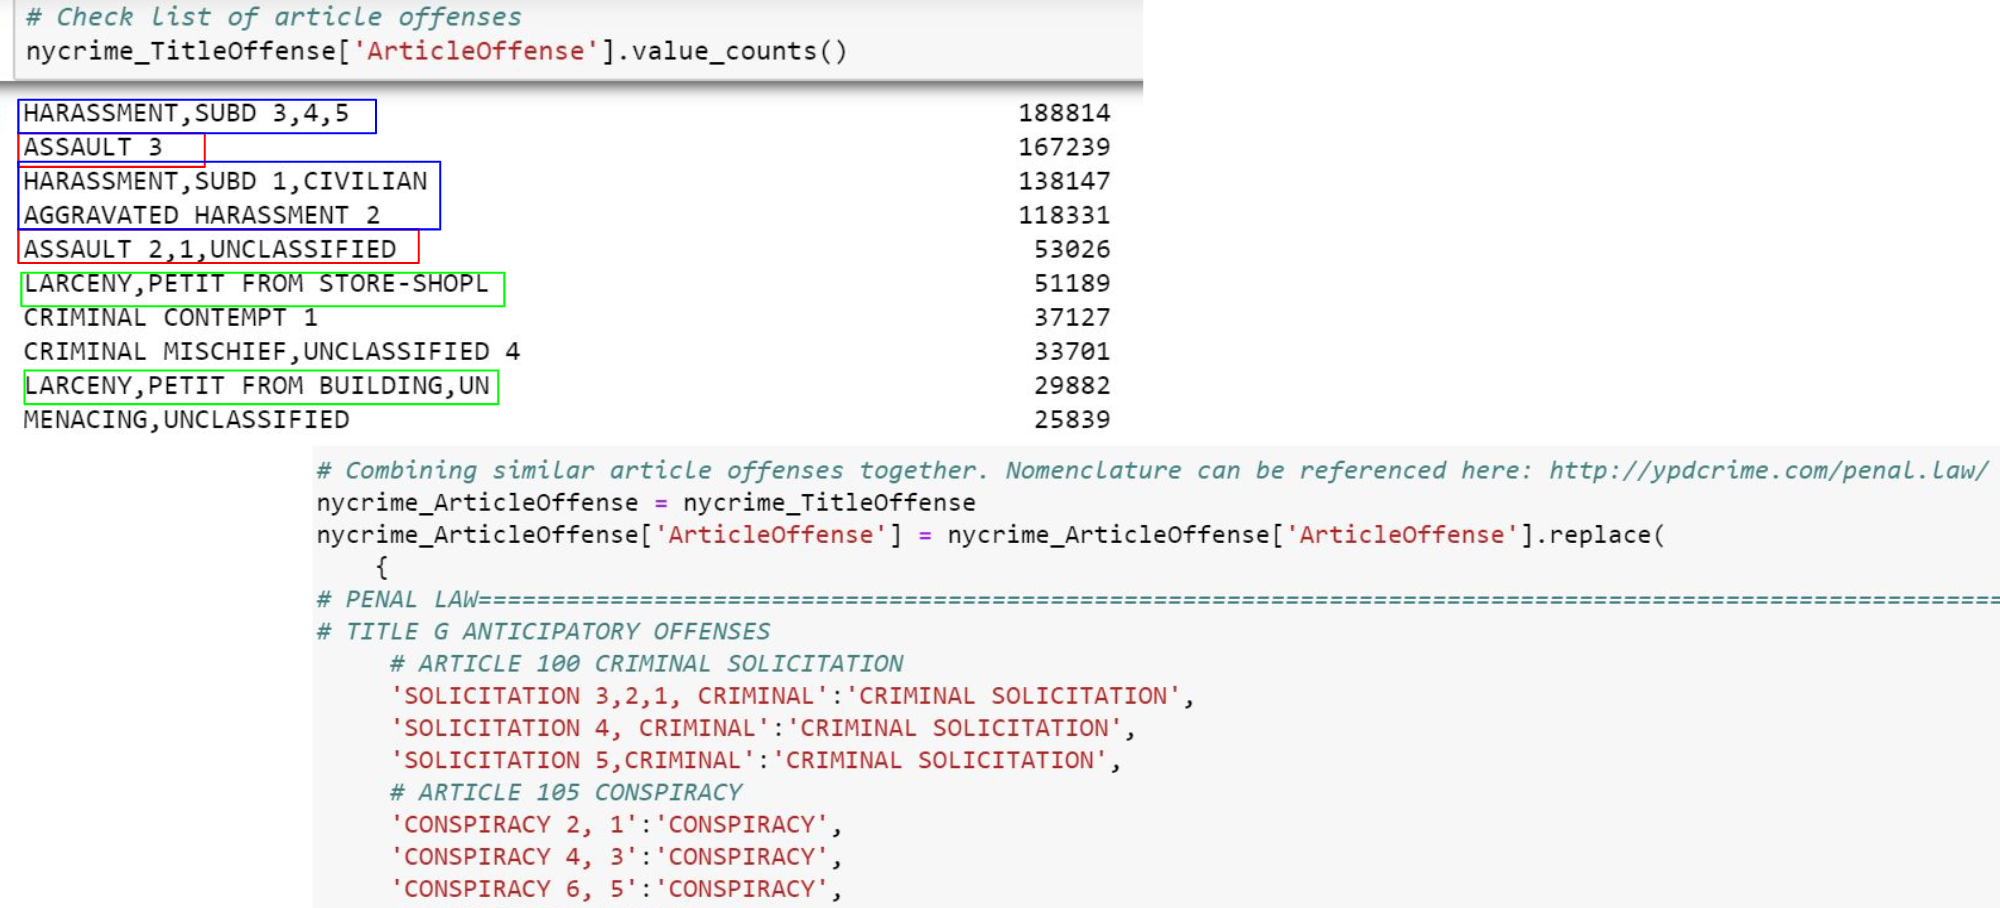 # Check list of article offenses
nycrime_TitleOffense['ArticleOffense'].value_counts()
HARASSMENT,SUBD 3,4,5 188814
ASSAULT 3 167239
HARASSMENT,SUBD 1,CIVILIAN 138147
AGGRAVATED HARASSMENT 2 118331
ASSAULT 2,1,UNCLASSIFIED 53026
LARCENY,PETIT FROM STORE-SHOPL 51189
CRIMINAL CONTEMPT 1 37127
CRIMINAL MISCHIEF,UNCLASSIFIED 4 33701
LARCENY,PETIT FROM BUILDING,UN 29882
MENACING,UNCLASSIFIED 25839
# Combining similar article offenses together. Nomenclature can be referenced here: http://ypdcrime.com/penal.law/
nycrime_ArticleOffense = nycrime_TitleOffense
nycrime_ArticleOffense['ArticleOffense'] = nycrime_ArticleOffense['ArticleOffense'].replace(
{
# PENAL LAW========================================================================================================
# TITLE G ANTICIPATORY OFFENSES
# ARTICLE 100 CRIMINAL SOLICITATION
'SOLICITATION 3,2,1, CRIMINAL':'CRIMINAL SOLICITATION',
'SOLICITATION 4, CRIMINAL':'CRIMINAL SOLICITATION',
'SOLICITATION 5,CRIMINAL':'CRIMINAL SOLICITATION',
# ARTICLE 105 CONSPIRACY
'CONSPIRACY 2, 1':'CONSPIRACY',
'CONSPIRACY 4, 3':'CONSPIRACY',
'CONSPIRACY 6, 5':'CONSPIRACY',